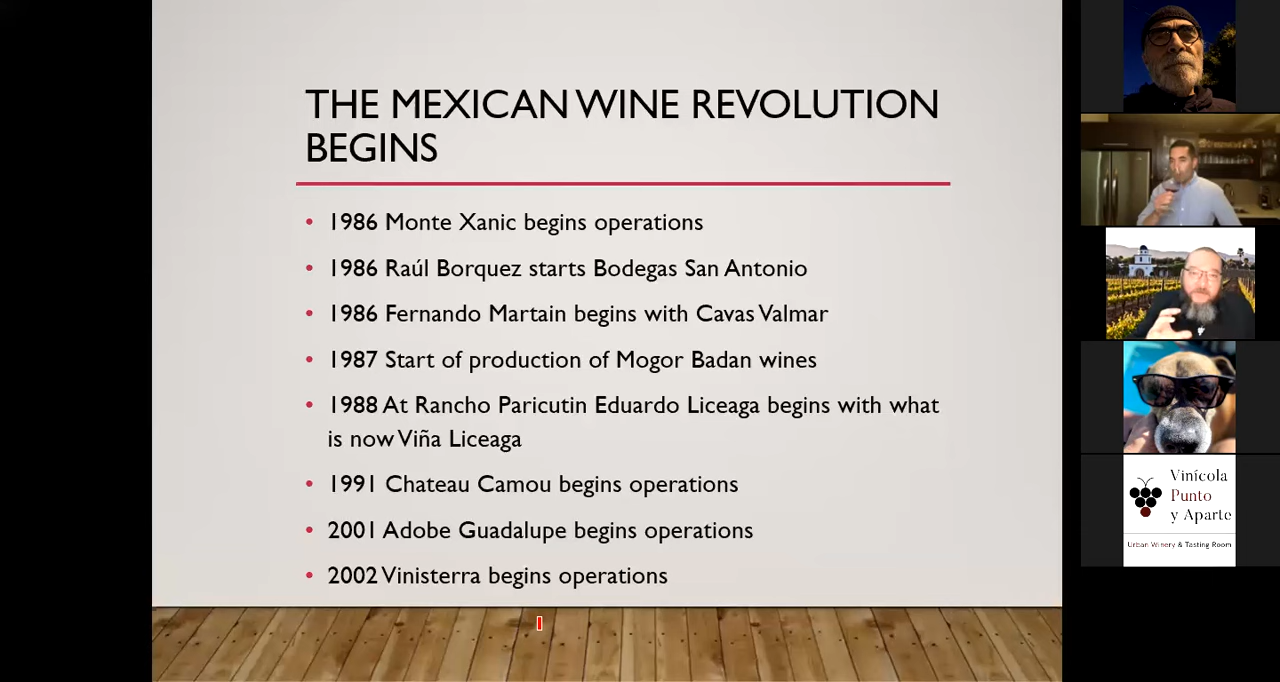 THE MEXICAN WINE REVOLUTION
BEGINS
• 1986 Monte Xanic begins operations
• 1986 Raúl Borquez starts Bodegas San Antonio
• 1986 Fernando Martain begins with Cavas Valmar
• 1987 Start of production of Mogor Badan wines
• 1988 At Rancho Paricutin Eduardo Liceaga begins with what
is now Viña Liceaga
• 1991 Chateau Camou begins operations
• 2001 Adobe Guadalupe begins operations
• 2002 Vinisterra begins operations
Vinícola
Punto
y Aparte
Urban Winery & Tasting Room